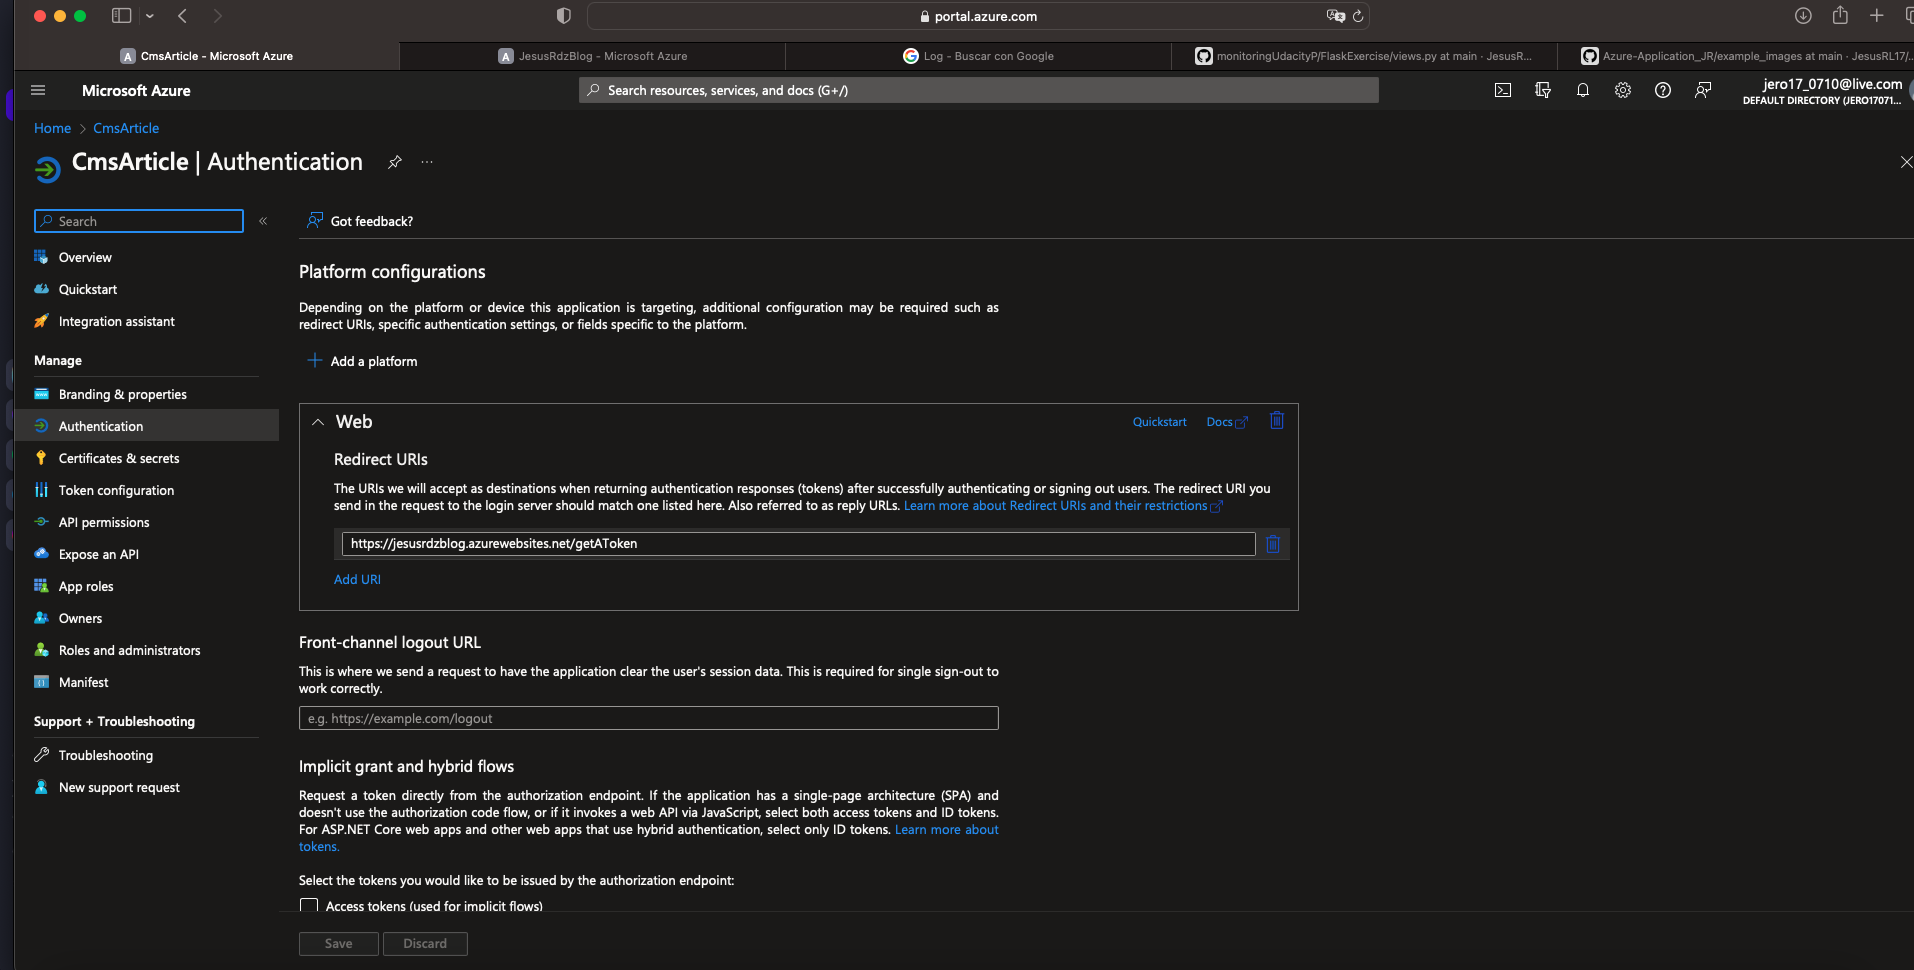 portal.azure.com
CmsArticle - Microsoft Azure
JesusRdzBlog - Microsoft Azure
Log - Buscar con Google
monitoringUdacityP/FlaskExercise/views.py at main · JesusR...
Azure-Application_JR/example_images at main · JesusRL17/...
Microsoft Azure
Search resources, services, and docs (G+/)
jero17_0710@live.com
DEFAULT DIRECTORY (JERO17071...
Home > CmsArticle
CmsArticle | Authentication
Search
Got feedback?
Overview
Quickstart
Integration assistant
Manage
Branding & properties
Authentication
Certificates & secrets
Token configuration
API permissions
Expose an API
App roles
Owners
Roles and administrators
Manifest
Support + Troubleshooting
Troubleshooting
New support request
Platform configurations
Depending on the platform or device this application is targeting, additional configuration may be required such as
redirect URIs, specific authentication settings, or fields specific to the platform.
Add a platform
Web
Quickstart
Docs
Redirect URIs
The URIs we will accept as destinations when returning authentication responses (tokens) after successfully authenticating or signing out users. The redirect URI you
send in the request to the login server should match one listed here. Also referred to as reply URLs. Learn more about Redirect URIs and their restrictions
https://jesusrdzblog.azurewebsites.net/getAToken
Add URI
Front-channel logout URL
This is where we send a request to have the application clear the user's session data. This is required for single sign-out to
work correctly.
e.g. https://example.com/logout
Implicit grant and hybrid flows
Request a token directly from the authorization endpoint. If the application has a single-page architecture (SPA) and
doesn't use the authorization code flow, or if it invokes a web API via JavaScript, select both access tokens and ID tokens.
For ASP.NET Core web apps and other web apps that use hybrid authentication, select only ID tokens. Learn more about
tokens.
Select the tokens you would like to be issued by the authorization endpoint:
Access tokens (used for implicit flows)
Save
Discard